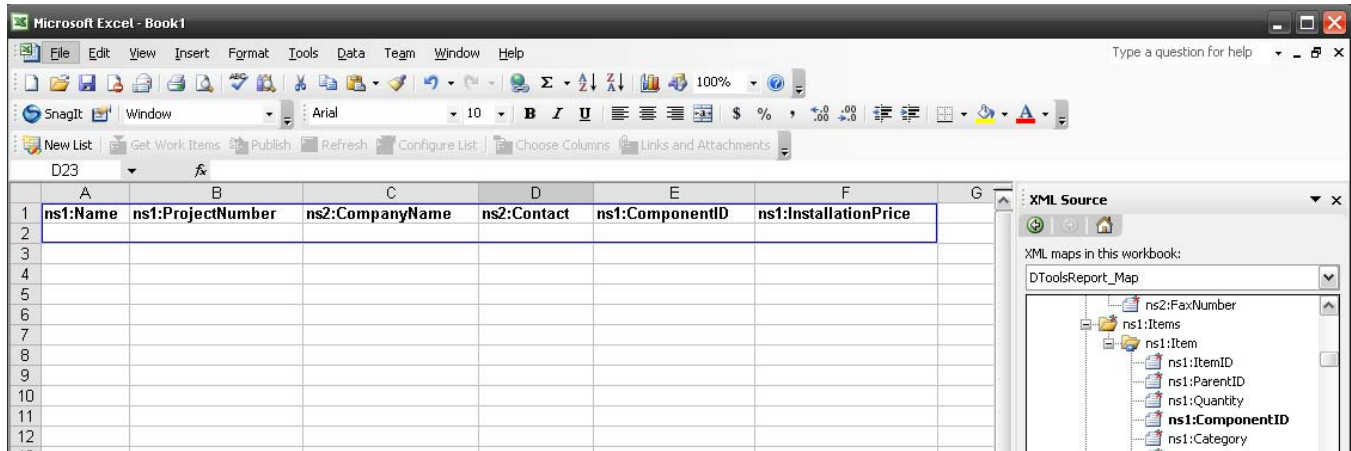 Microsoft Excel - Book1
File Edit View Insert Format Tools Data Team Window Help Type a question for help
ABC Σ A Z Z A 100%
SnagIt Window Arial 10 B I U $ % , .00 .00
New List Get Work Items Publish Refresh Configure List Choose Columns Links and Attachments
D23 fx
A B C D E F G
XML Source
1 ns1:Name ns1:ProjectNumber ns2:CompanyName ns2:Contact ns1:ComponentID ns1:InstallationPrice
2
3
XML maps in this workbook:
4
DToolsReport_Map
5
ns2:FaxNumber
6
ns1:Items
7
ns1:Item
8
ns1:ItemID
9
ns1:ParentID
10
ns1:Quantity
11
ns1:ComponentID
12
ns1:Category